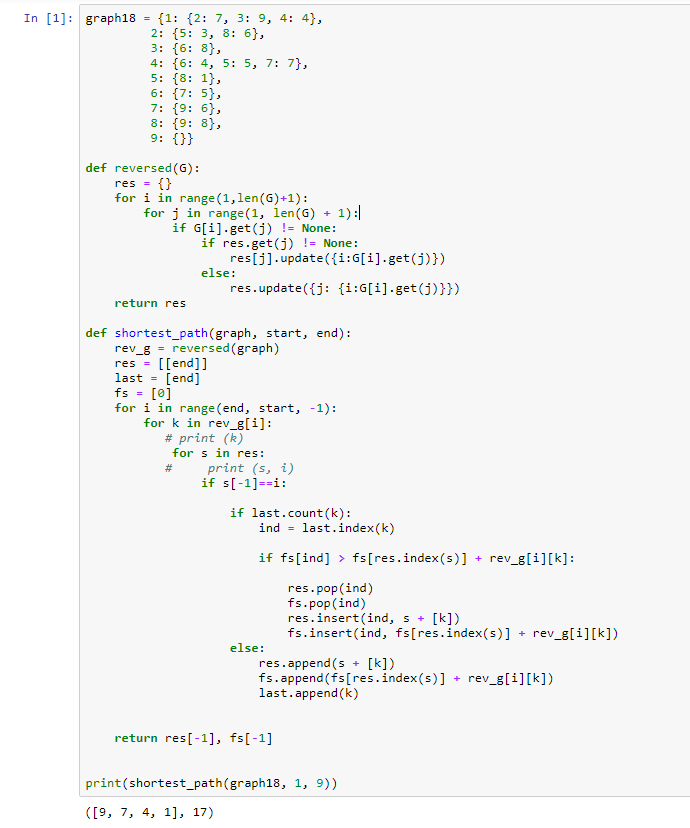 In [1]: graph18 = {1: {2: 7, 3: 9, 4: 4},
         2: {5: 3, 8: 6},
         3: {6: 8},
         4: {6: 4, 5: 5, 7: 7},
         5: {8: 1},
         6: {7: 5},
         7: {9: 6},
         8: {9: 8},
         9: {}}
def reversed(G):
    res = {}
    for i in range(1,len(G)+1):
        for j in range(1, len(G) + 1):
            if G[i].get(j) != None:
                if res.get(j) != None:
                    res[j].update({i:G[i].get(j)})
                else:
                    res.update({j: {i:G[i].get(j)}})
    return res
def shortest_path(graph, start, end):
    rev_g = reversed(graph)
    res = [[end]]
    last = [end]
    fs = [0]
    for i in range(end, start, -1):
        for k in rev_g[i]:
           # print (k)
            for s in res:
           #     print (s, i)
                if s[-1]==i:
                    if last.count(k):
                        ind = last.index(k)
                        if fs[ind] > fs[res.index(s)] + rev_g[i][k]:
                            res.pop(ind)
                            fs.pop(ind)
                            res.insert(ind, s + [k])
                            fs.insert(ind, fs[res.index(s)] + rev_g[i][k])
                    else:
                        res.append(s + [k])
                        fs.append(fs[res.index(s)] + rev_g[i][k])
                        last.append(k)
    return res[-1], fs[-1]
print(shortest_path(graph18, 1, 9))
([9, 7, 4, 1], 17)